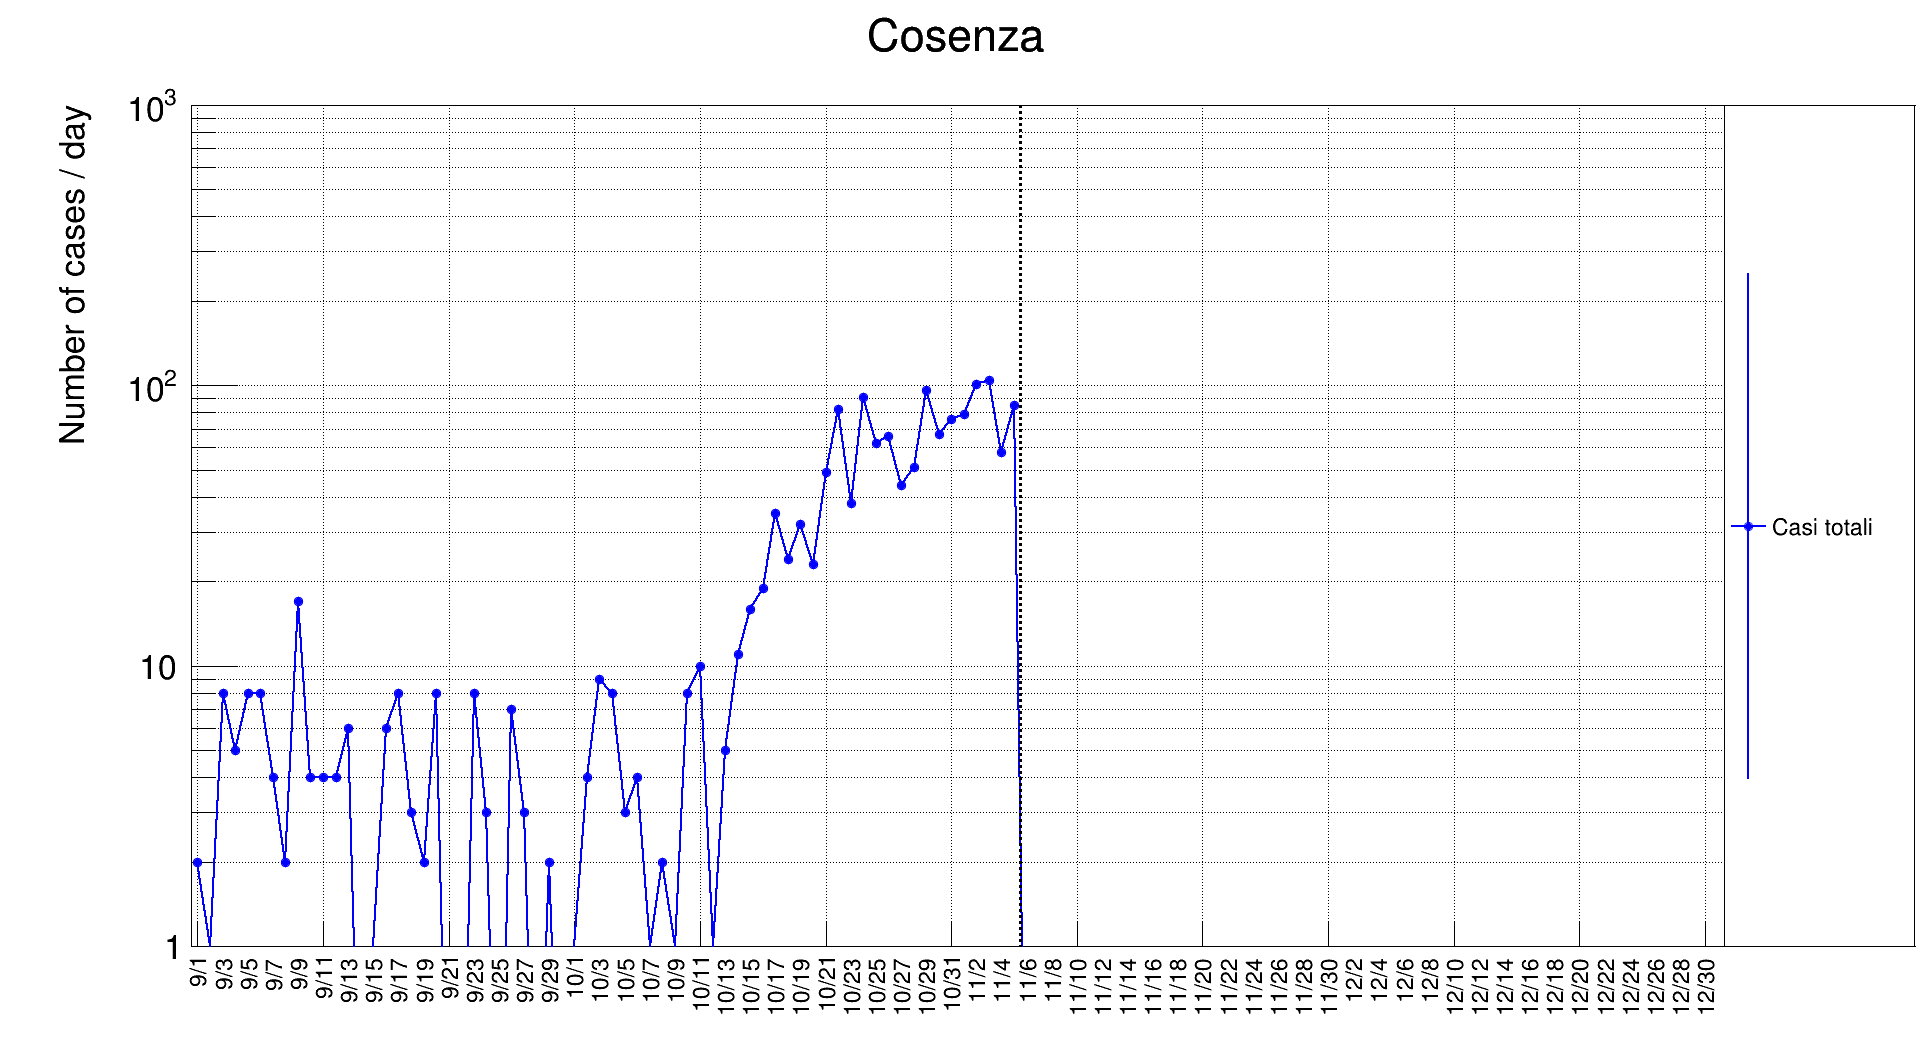 Cosenza
Number of cases / day
10³
10²
10
1
9/1 9/3 9/5 9/7 9/9 9/11 9/13 9/15 9/17 9/19 9/21 9/23 9/25 9/27 9/29 10/1 10/3 10/5 10/7 10/9 10/11 10/13 10/15 10/17 10/19 10/21 10/23 10/25 10/27 10/29 10/31 11/2 11/4 11/6 11/8 11/10 11/12 11/14 11/16 11/18 11/20 11/22 11/24 11/26 11/28 11/30 12/2 12/4 12/6 12/8 12/10 12/12 12/14 12/16 12/18 12/20 12/22 12/24 12/26 12/28 12/30
Casi totali